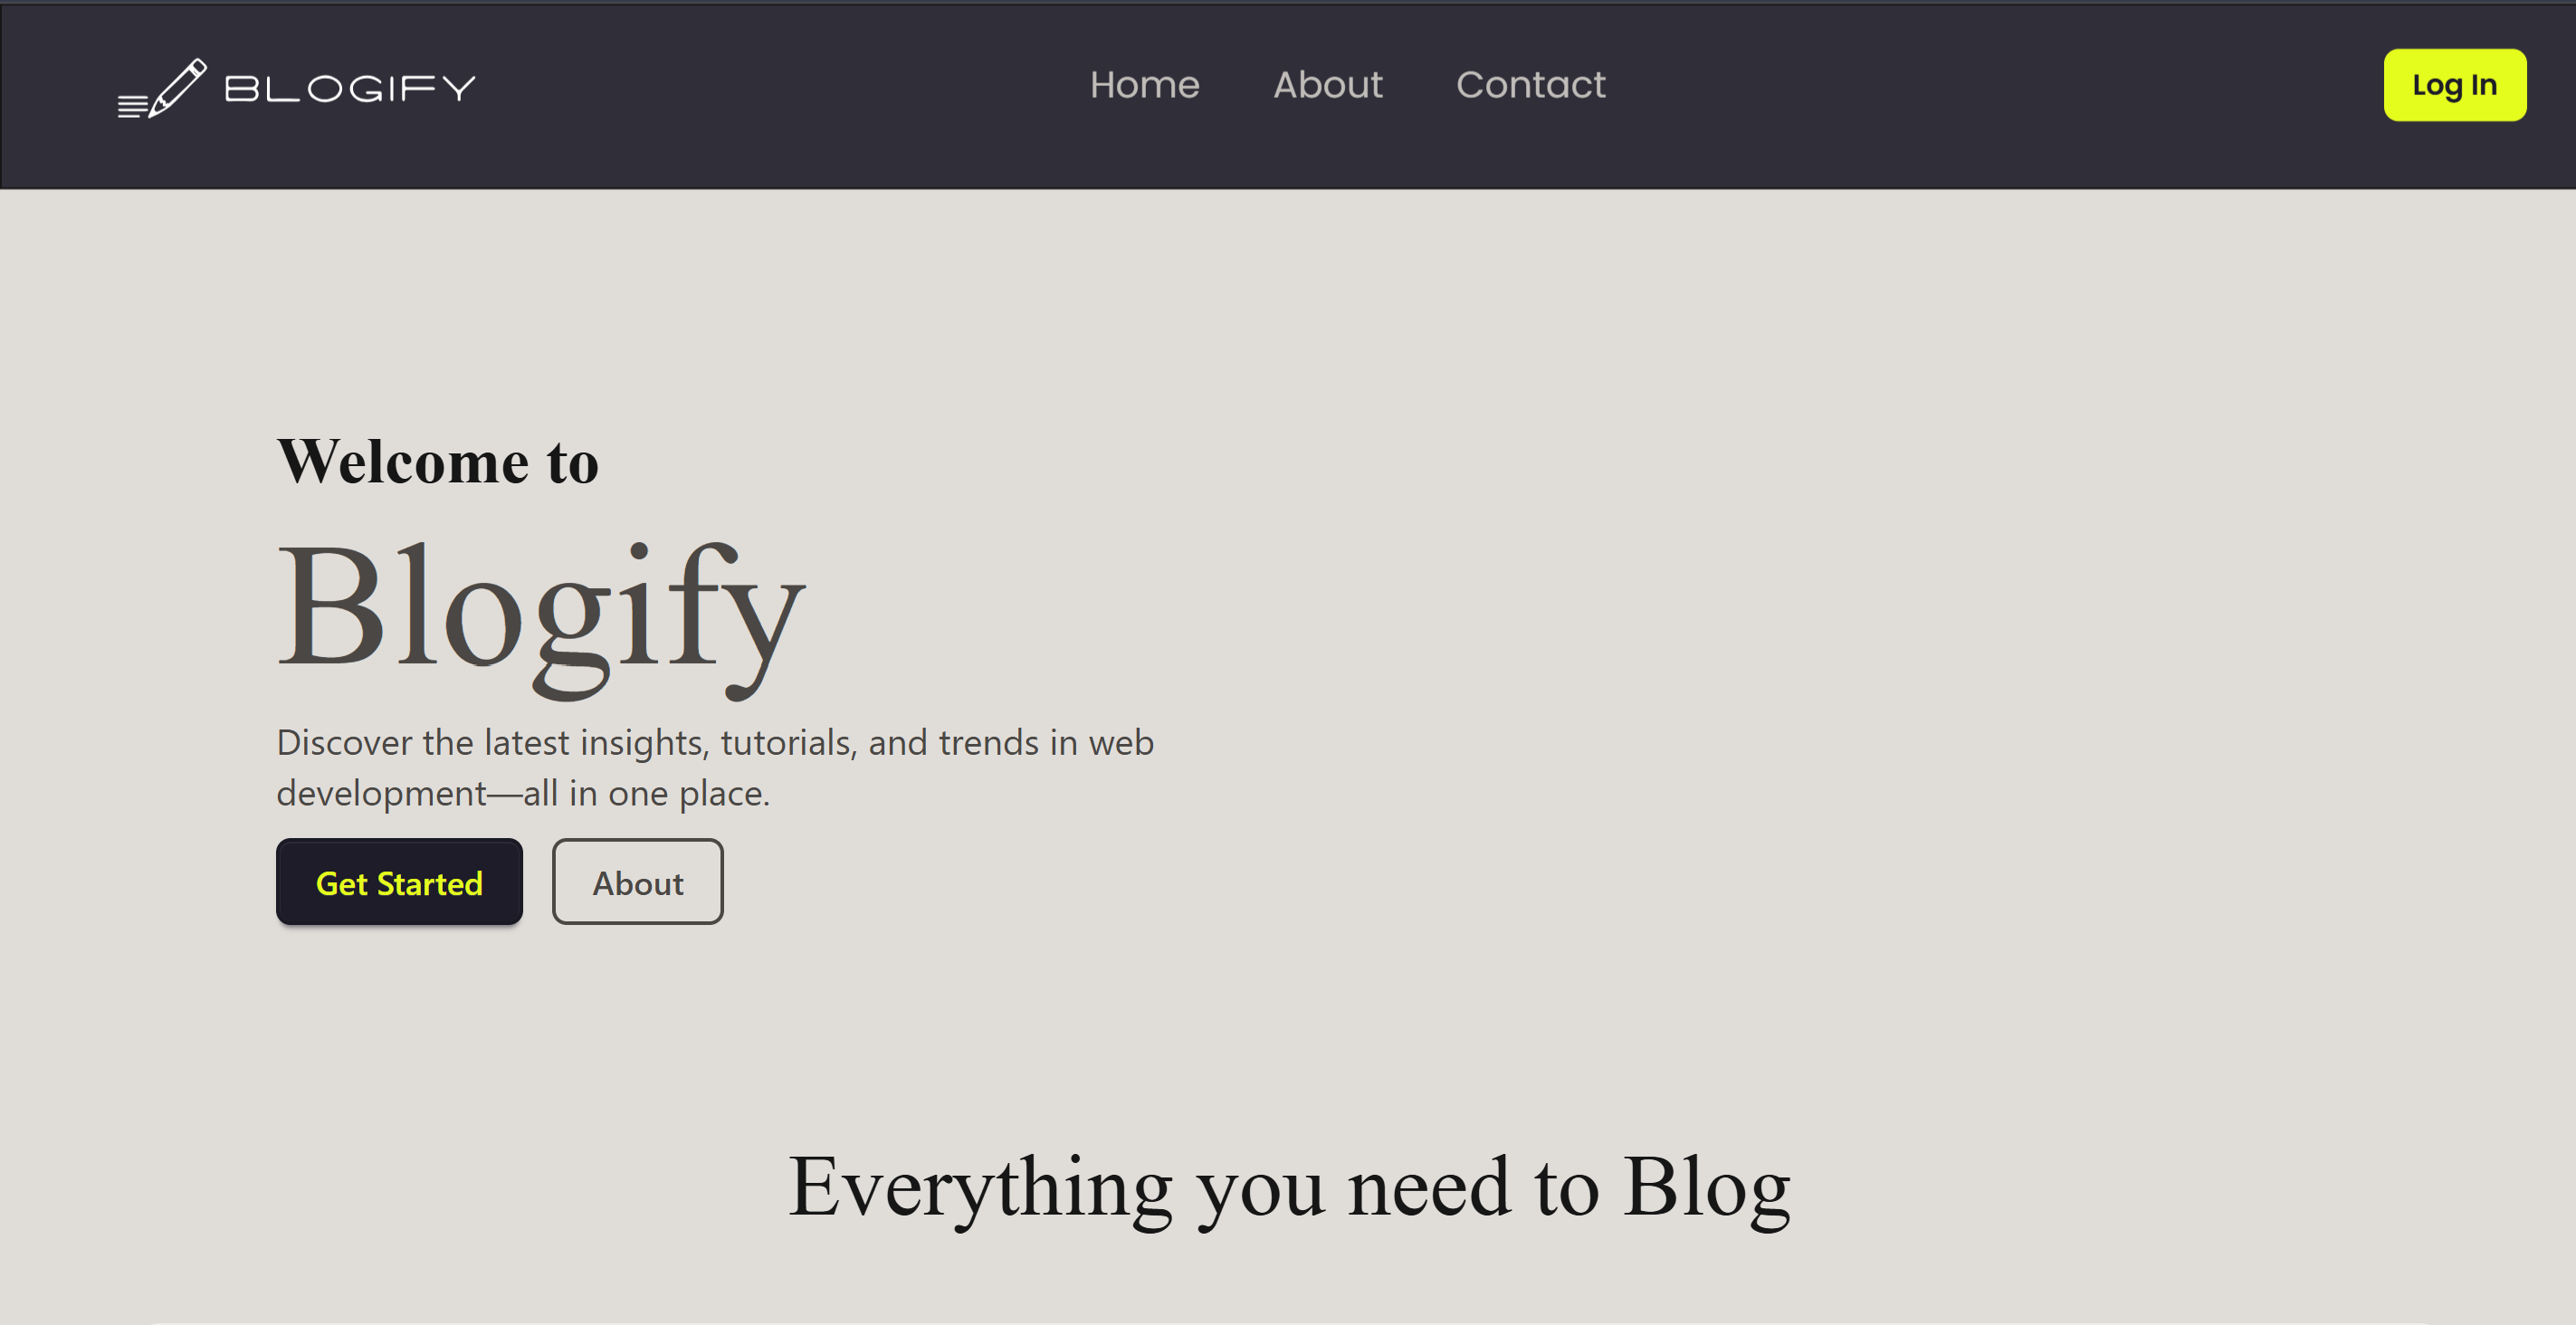 BLOGIFY
Home About Contact
Log In
Welcome to
Blogify
Discover the latest insights, tutorials, and trends in web
development—all in one place.
Get Started
About
Everything you need to Blog